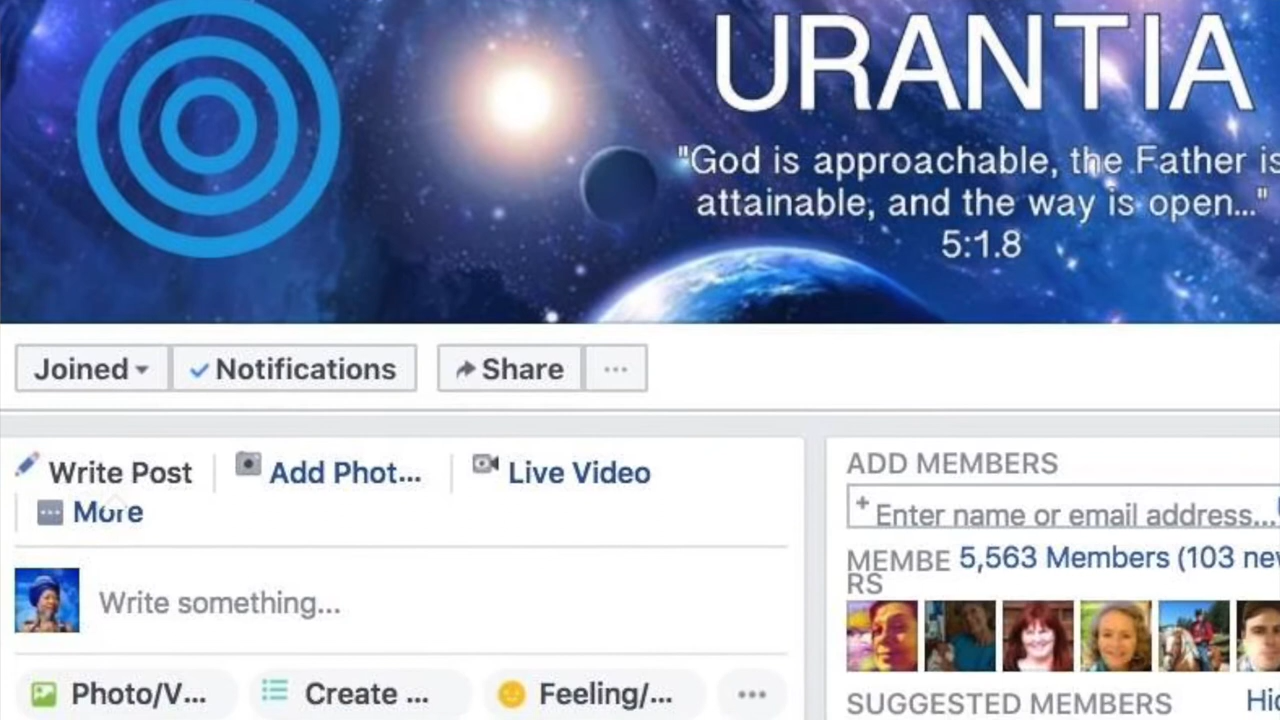 URANTIA
"God is approachable, the Father is
attainable, and the way is open..."
5:1.8
Joined
Notifications
Share
Write Post
Add Phot...
Live Video
More
Write something...
Photo/V...
Create ...
Feeling/...
ADD MEMBERS
+ Enter name or email address...
MEMBE 5,563 Members (103 new
RS
SUGGESTED MEMBERS Hid